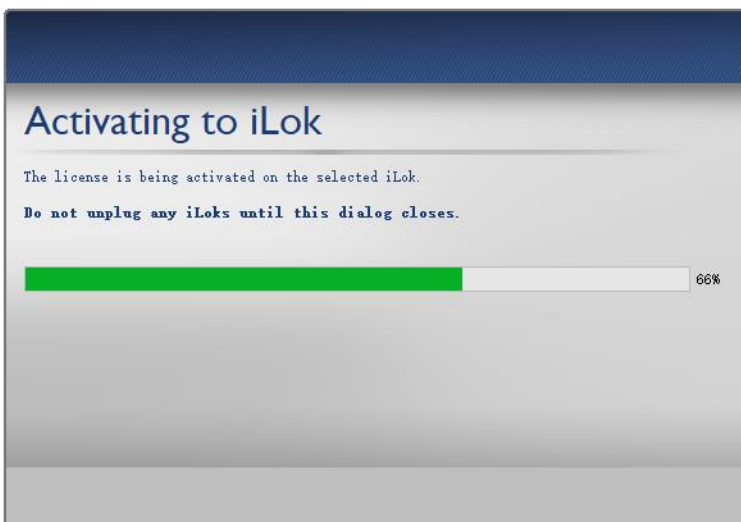 Activating to iLok
The license is being activated on the selected iLok.
Do not unplug any iLoks until this dialog closes.
66%